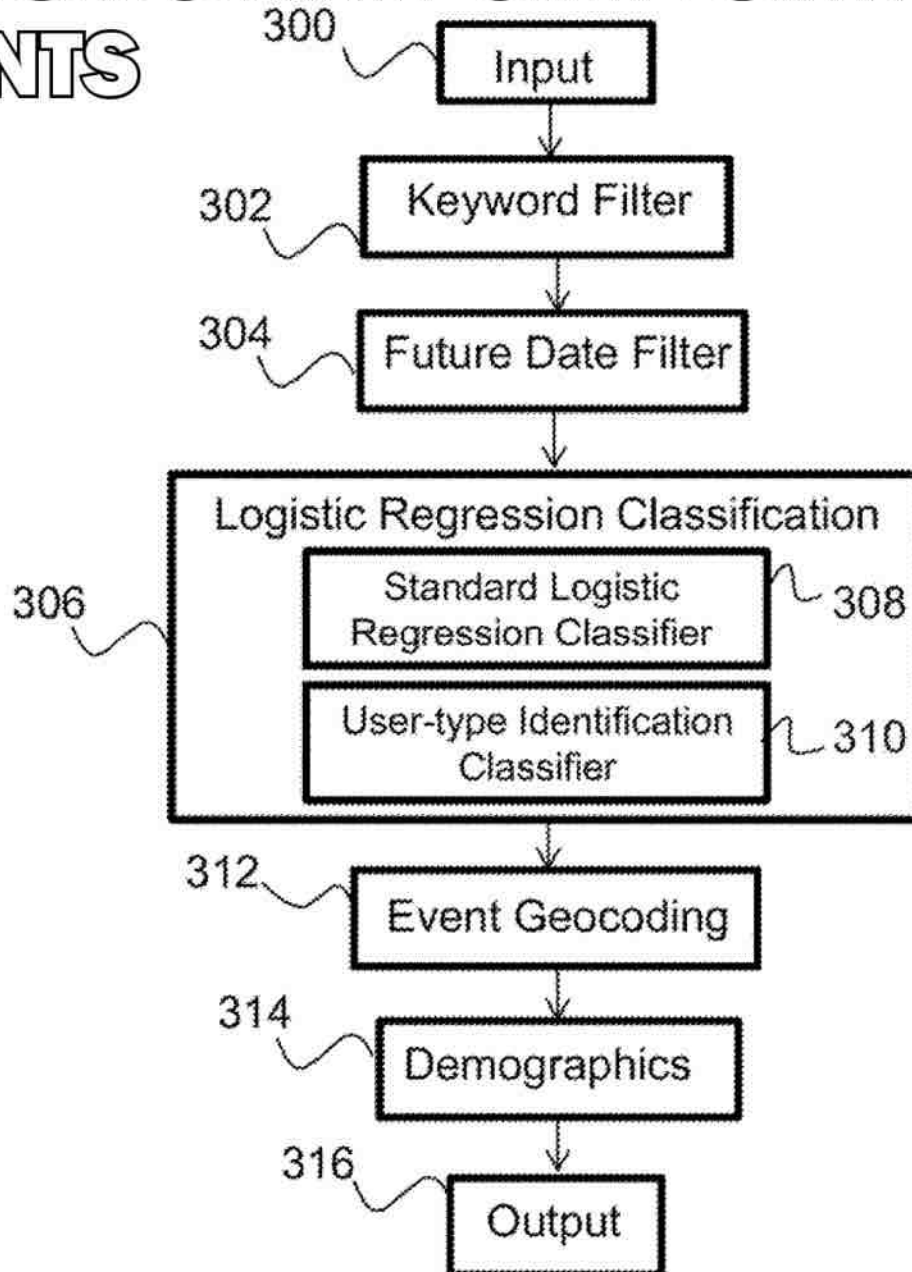 NTS
300
Input
302
Keyword Filter
304
Future Date Filter
306
Logistic Regression Classification
Standard Logistic
Regression Classifier
308
User-type Identification
Classifier
310
312
Event Geocoding
314
Demographics
316
Output